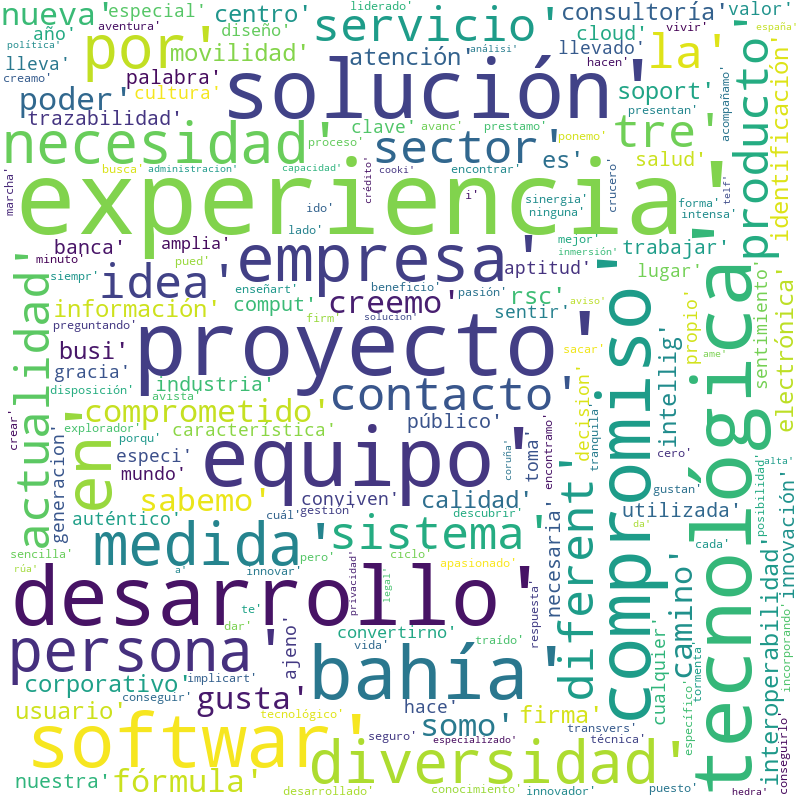 nueva'
especial'
centro'
liderado'
consultoría'
valor'
aventura'
año'
diseño'
servicio'
cloud'
vivir'
españa'
política'
por'
movilidad'
atención'
análisi'
llevado'
hacen'
la'
lleva'
creamo'
palabra'
solución'
soport'
producto'
identificación'
acompañamo'
poder'
cultura'
trazabilidad'
presentan'
clave'
avanc'
prestamo'
tre'
necesidad'
proceso'
sector'
es'
salud'
marcha'
busca'
administracion'
capacidad'
crédito'
cooki'
encontrar'
crucero'
experiencia'
i'
sinergia'
ninguna'
forma'
intensa'
telf'
ido'
lado'
banca'
amplia'
empresa'
mejor'
inmersión'
trabajar'
minuto'
siempr'
pued'
aptitud'
lugar'
idea'
enseñart'
beneficio'
pasión'
rsc'
aviso'
información'
comput'
creemo'
sentir'
preguntando'
firm'
solucion'
proyecto'
sacar'
propio'
ame'
sentimiento'
electrónica'
actualidad'
busi'
gracia'
industria'
disposición'
avista'
contacto'
compromiso'
intellig'
tecnológica'
crear'
en'
comprometido'
explorador'
porqu'
característica'
público'
decision'
tranquila'
generacion'
especi'
mundo'
equipo'
coruña'
toma'
encontramo'
cero'
sabemo'
conviven'
gestión'
calidad'
gustan'
posibilidad'
alta'
auténtico'
cuál'
descubrir'
diferent'
utilizada'
da'
cada'
innovación'
sencilla'
medida'
pero'
ciclo'
sistema'
necesaria'
rúa'
a'
innovar'
privacidad'
legal'
apasionado'
camino'
interoperabilidad'
incorporando'
desarrollo'
te'
dar'
respuesta'
persona'
ajeno'
convertirno'
traído'
vida'
bahía'
cualquier'
específico'
tormenta'
corporativo'
implicart'
conseguir'
gusta'
hace'
usuario'
tecnológico'
somo'
firma'
softwar'
seguro'
especializado'
transvers'
técnica'
diversidad'
nuestra'
fórmula'
desarrollado'
conocimiento'
innovador'
puesto'
hedra'
conseguirlo'